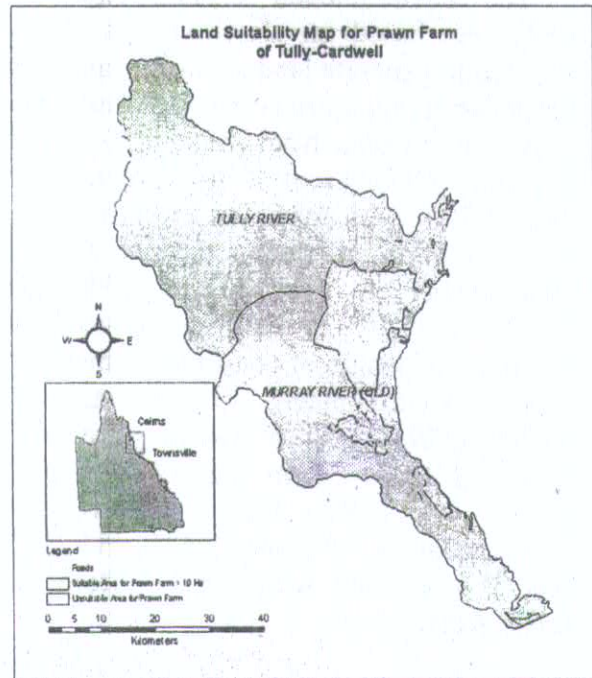 Land Suitability Map for Prawn Farm
of Tully-Cardwell
TULLY RIVER
N
W E
S
MURRAY RIVER (QLD)
Cairns
Townsville
Legend
Roads
Suitable Area for Prawn Farm > 10 Ha
Unsuitable Area for Prawn Farm
0 5 10 20 30 40
Kilometers